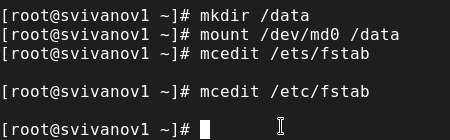 [root@svivanov1 ~]# mkdir /data
[root@svivanov1 ~]# mount /dev/md0 /data
[root@svivanov1 ~]# mcedit /ets/fstab
[root@svivanov1 ~]# mcedit /etc/fstab
[root@svivanov1 ~]#